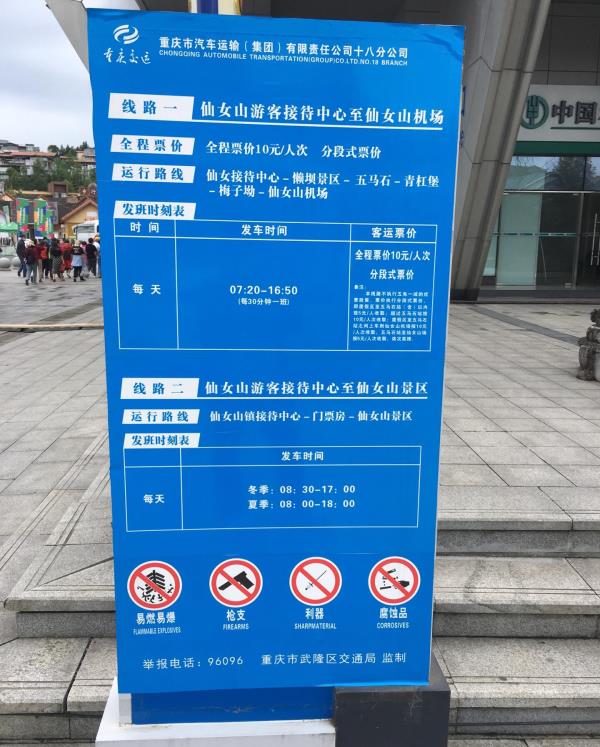 重庆交运
重庆市汽车运输（集团）有限责任公司十八分公司
CHONGQING AUTOMOBILE TRANSPORTATION(GROUP)CO.LTD.NO.18 BRANCH
线路一 仙女山游客接待中心至仙女山机场
全程票价 全程票价10元/人次 分段式票价
运行路线 仙女接待中心－懒坝景区－五马石－青杠堡
－梅子坳－仙女山机场
发班时刻表
时 间 发车时间 客运票价
每 天 07:20-16:50
(每30分钟一班)
全程票价10元/人次
分段式票价
备注：
线路二 仙女山游客接待中心至仙女山景区
运行路线 仙女山镇接待中心－门票房－仙女山景区
发班时刻表
发车时间
每天 冬季：08：30-17：00
夏季：08：00-18：00
易燃易爆 枪支 利器 腐蚀品
FLAMMABLE EXPLOSIVES FIREARMS SHARPMATERIAL CORROSIVES
举报电话：96096 重庆市武隆区交通局 监制
中国